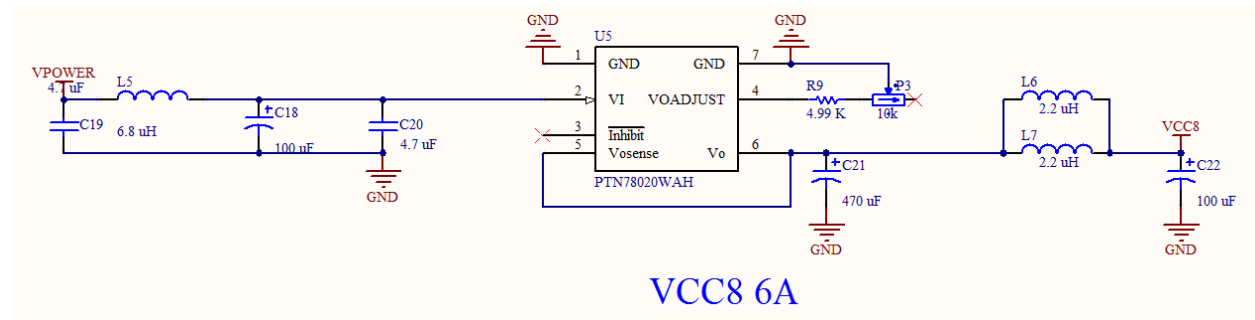 GND
GND
U5
1
GND
GND
7
VPOWER
4.7 uF
L5
6.8 uH
C19
C18
100 uF
C20
4.7 uF
GND
2
VI
VOADJUST
4
R9
4.99 K
P3
10k
3
Inhibit
5
Vosense
Vo
6
PTN78020WAH
C21
470 uF
GND
L6
2.2 uH
L7
2.2 uH
VCC8
C22
100 uF
GND
VCC8 6A